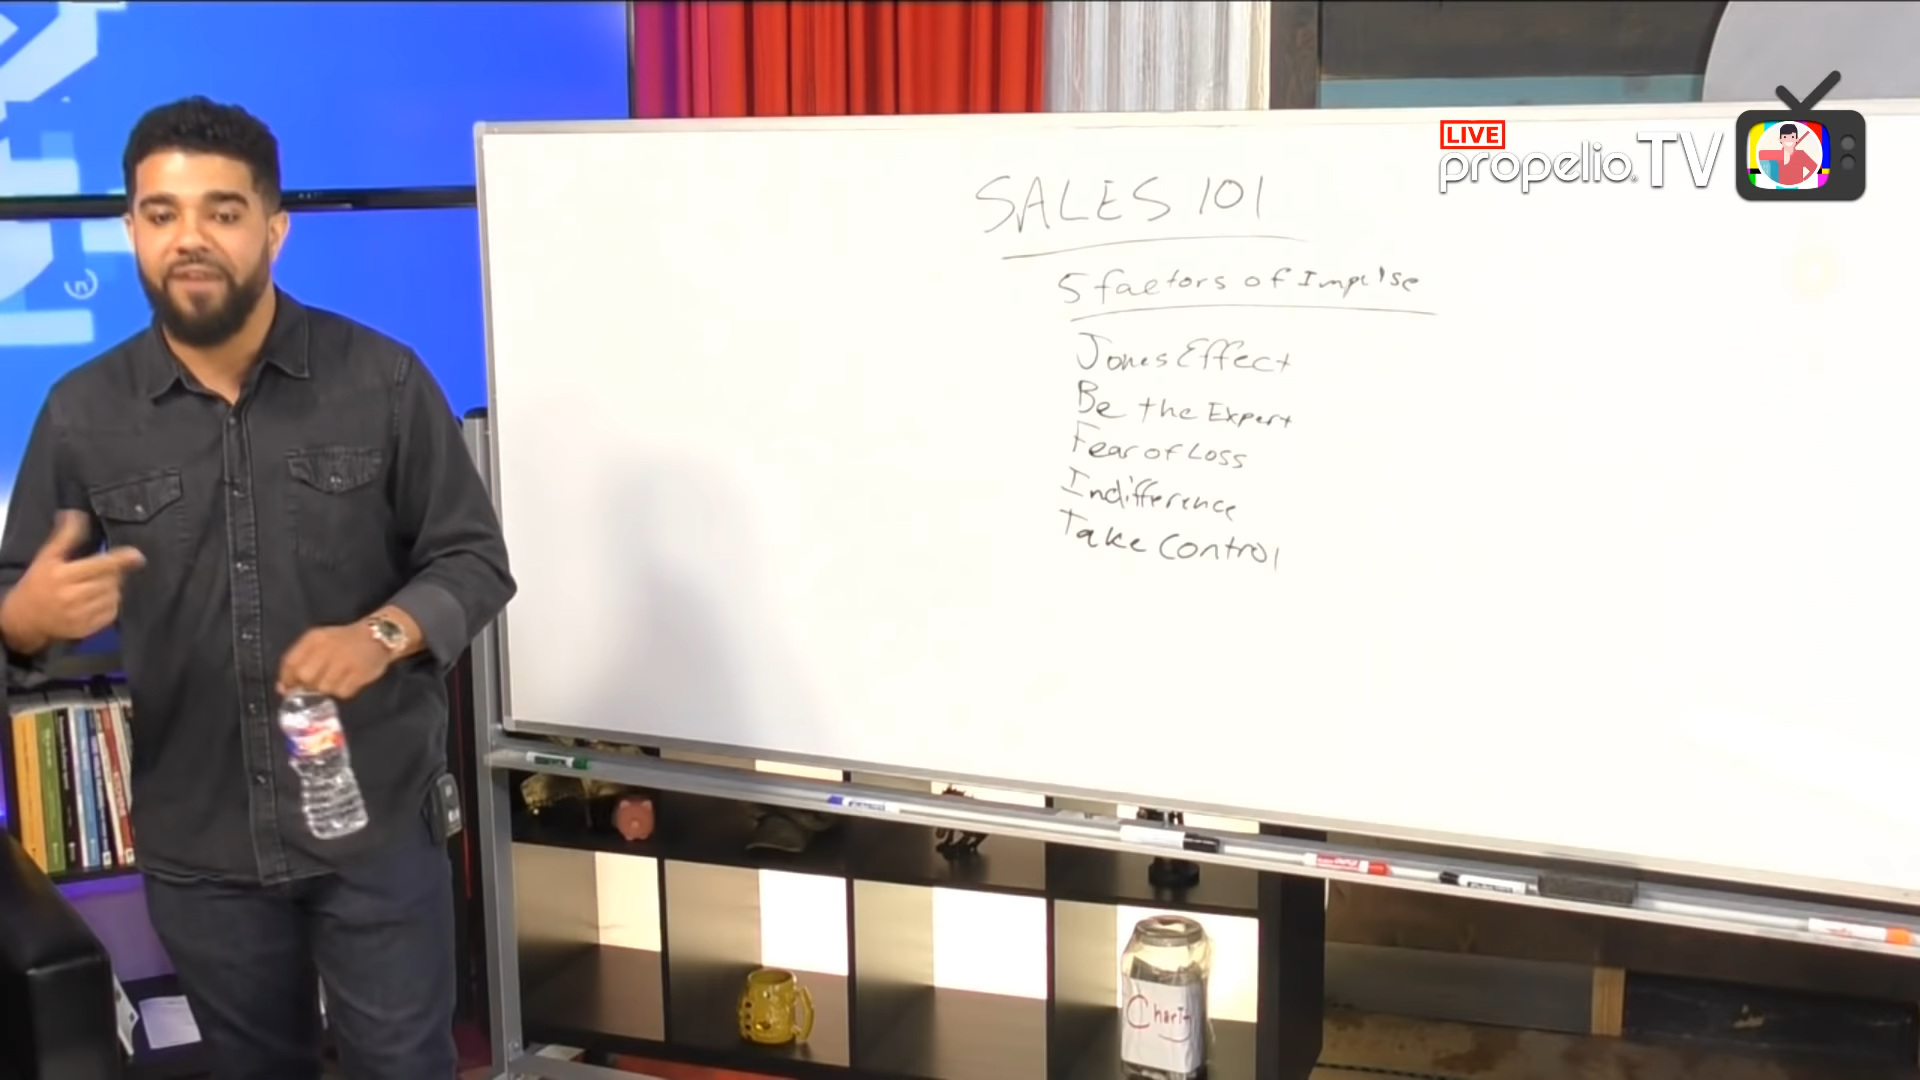 LIVE
propelio.TV
SALES 101
5 factors of Impulse
Jones Effect
Be the Expert
Fear of Loss
Indifference
Take Control
Charity